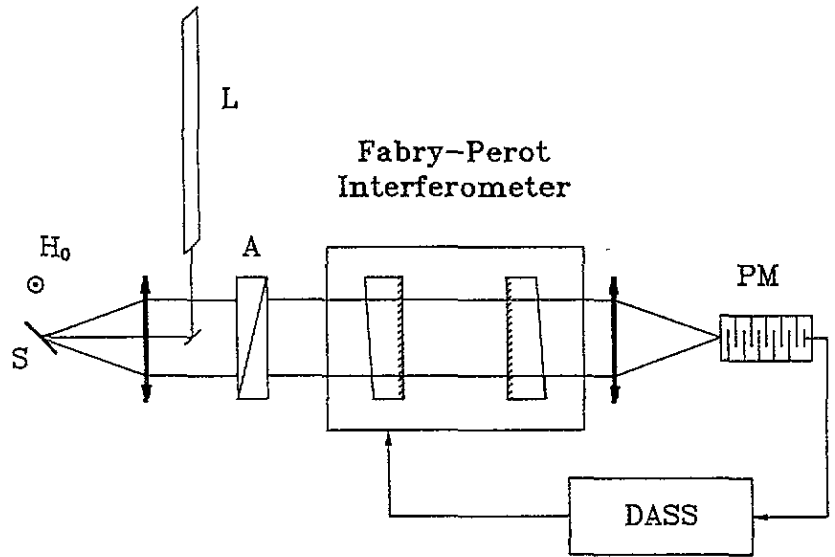 L
Fabry-Perot
Interferometer
H₀
A
PM
S
DASS